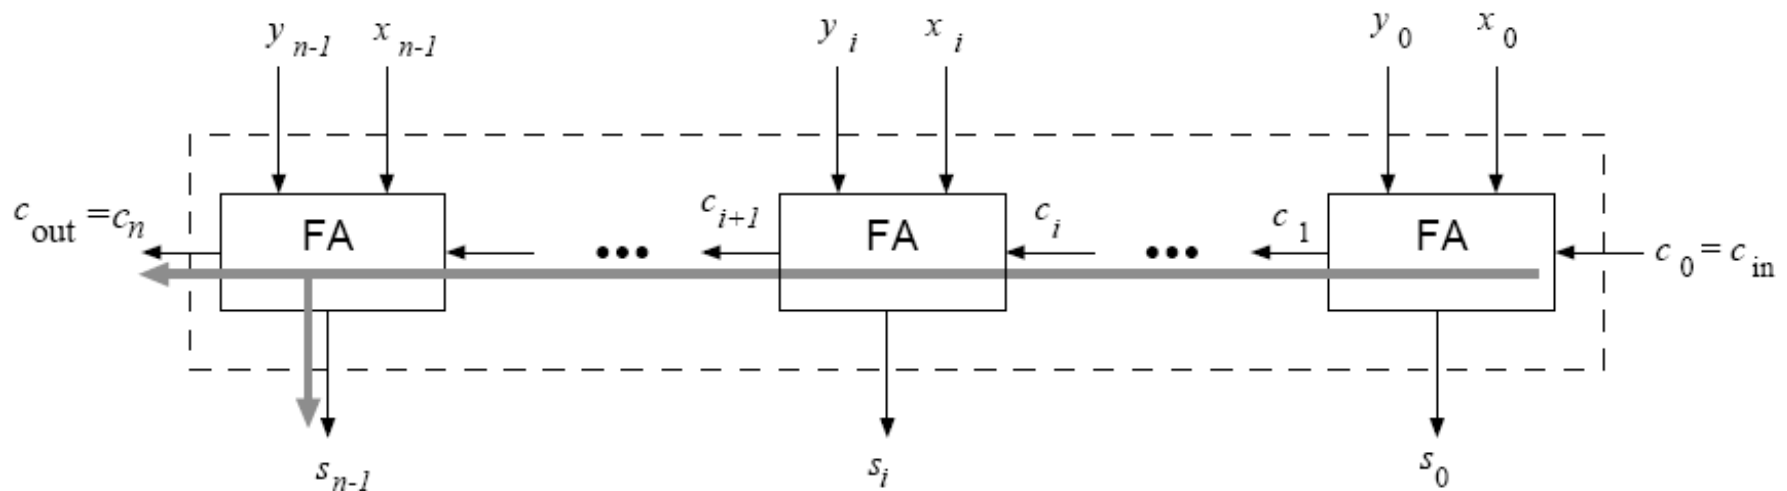 y n-1 x n-1 y i x i y 0 x 0
c out = c n FA c i+1 FA c i c 1 FA c 0 = c in
s n-1 s i s 0